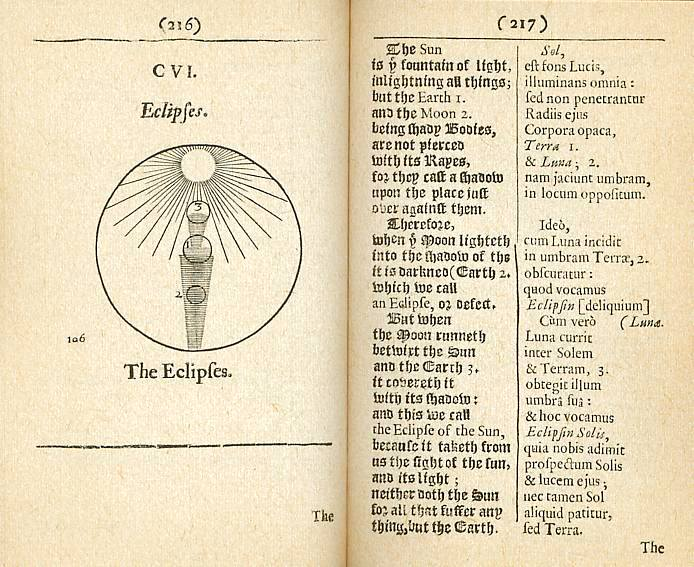 (216)
CVI.
Eclipſes.
3
1
2
106
The Eclipſes.
The
(217)
The Sun
is ẏ fountain of light,
inlightning all things;
but the Earth 1.
and the Moon 2.
being ſhady Bodies,
are not pierced
with its Rayes,
foꝛ they caſt a ſhadow
upon the place juſt
over againſt them.
Therefore,
when ẏ Moon lighteth
into the ſhadow of the
it is darkned (Earth 2.
which we call
an Eclipſe, oꝛ defect.
But when
the Moon runneth
betwixt the Sun
and the Earth 3.
it covereth it
with its ſhadow:
and this we call
the Eclipſe of the Sun,
becauſe it taketh from
us the ſight of the ſun,
and its light;
neither doth the Sun
foꝛ all that ſuffer any
thing, but the Earth.
Sol,
eſt fons Lucis,
illuminans omnia:
ſed non penetrantur
Radiis ejus
Corpora opaca,
Terra 1.
& Luna; 2.
nam jaciunt umbram,
in locum oppoſitum.
Ideò,
cum Luna incidit
in umbram Terræ, 2.
obſcuratur:
quod vocamus
Eclipſin [deliquium]
Cùm verò (Lunæ.
Luna currit
inter Solem
& Terram, 3.
obtegit illum
umbrâ ſuâ:
& hoc vocamus
Eclipſin Solis,
quia nobis adimit
proſpectum Solis
& lucem ejus;
nec tamen Sol
aliquid patitur,
ſed Terra.
The